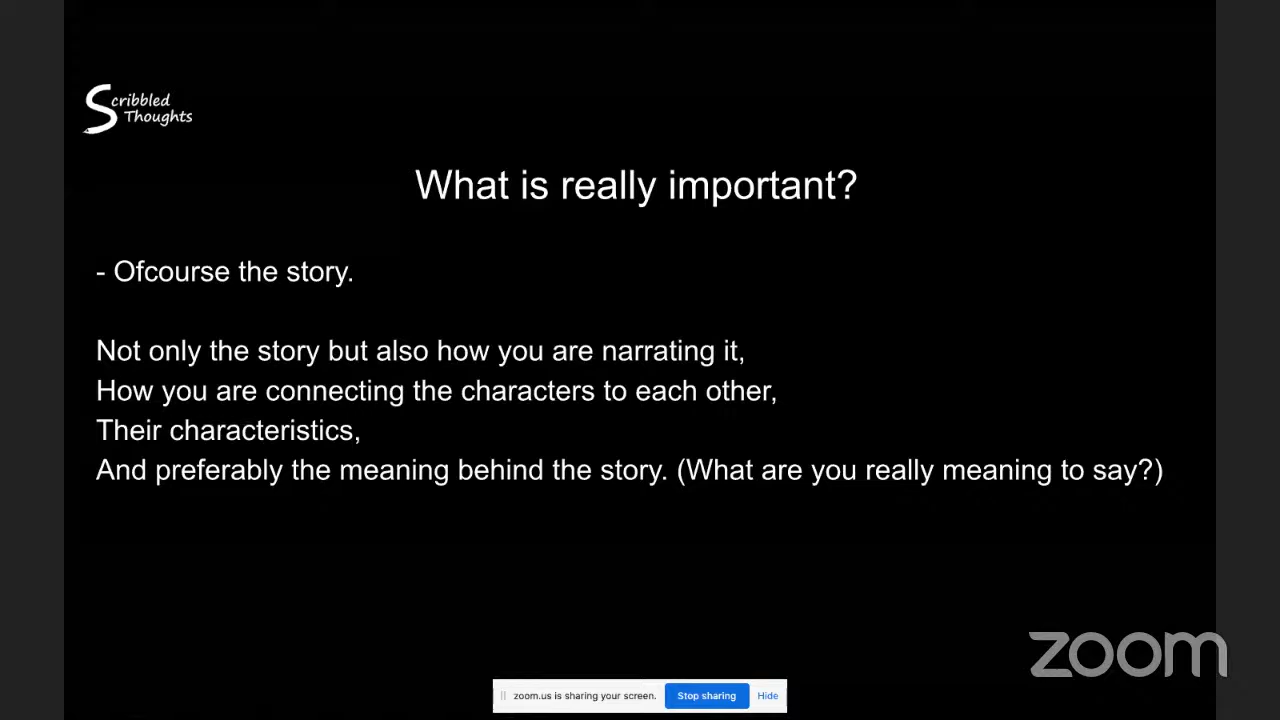 Scribbled
Thoughts
What is really important?
- Ofcourse the story.
Not only the story but also how you are narrating it,
How you are connecting the characters to each other,
Their characteristics,
And preferably the meaning behind the story. (What are you really meaning to say?)
zoom
zoom.us is sharing your screen. Stop sharing Hide